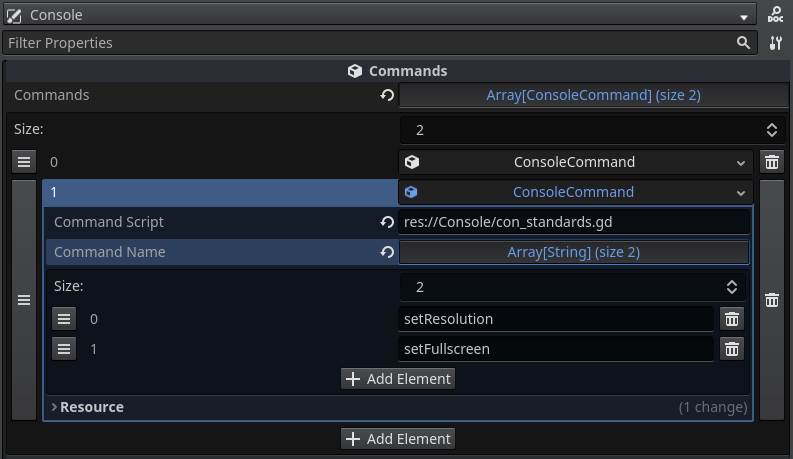 Console
DOC
Filter Properties
Commands
Commands Array[ConsoleCommand] (size 2)
Size: 2
0 ConsoleCommand
1 ConsoleCommand
Command Script res://Console/con_standards.gd
Command Name Array[String] (size 2)
Size: 2
0 setResolution
1 setFullscreen
Add Element
Resource (1 change)
Add Element